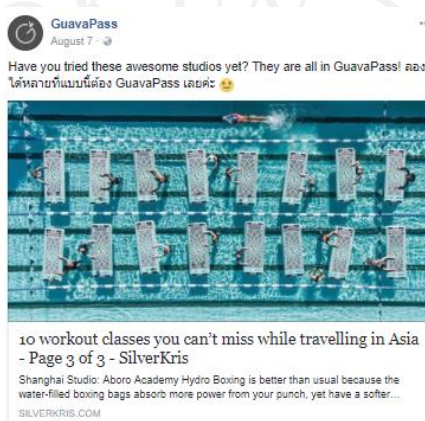 GuavaPass
August 7 ·
Have you tried these awesome studios yet? They are all in GuavaPass! ลอง
ได้หลายที่แบบนี้ต้อง GuavaPass เลยค่ะ
10 workout classes you can't miss while travelling in Asia
- Page 3 of 3 - SilverKris
Shanghai Studio: Aboro Academy Hydro Boxing is better than usual because the
water-filled boxing bags absorb more power from your punch, yet have a softer...
SILVERKRIS.COM